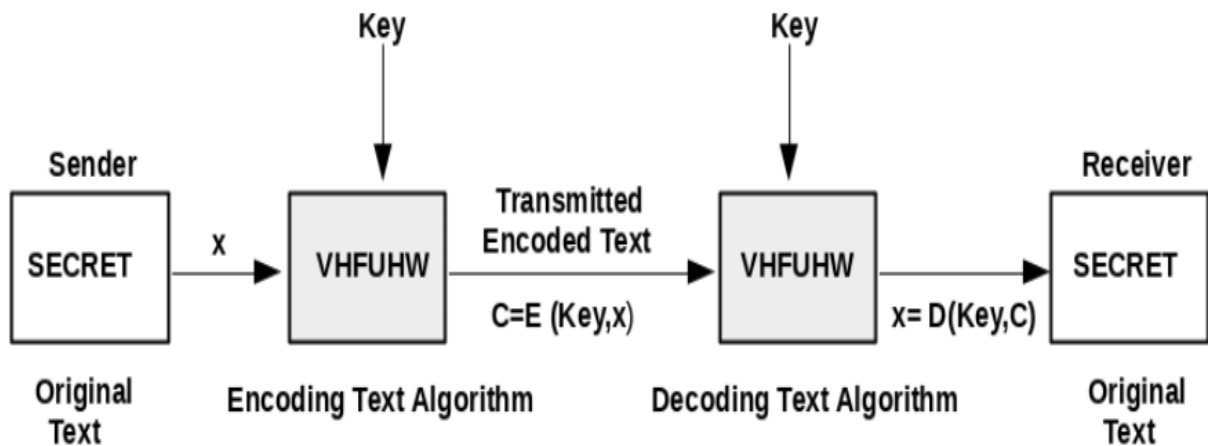 Key
Key
Sender
Receiver
SECRET
x
VHFUHW
Transmitted
Encoded Text
C=E (Key,x)
VHFUHW
x= D(Key,C)
SECRET
Original
Text
Encoding Text Algorithm
Decoding Text Algorithm
Original
Text